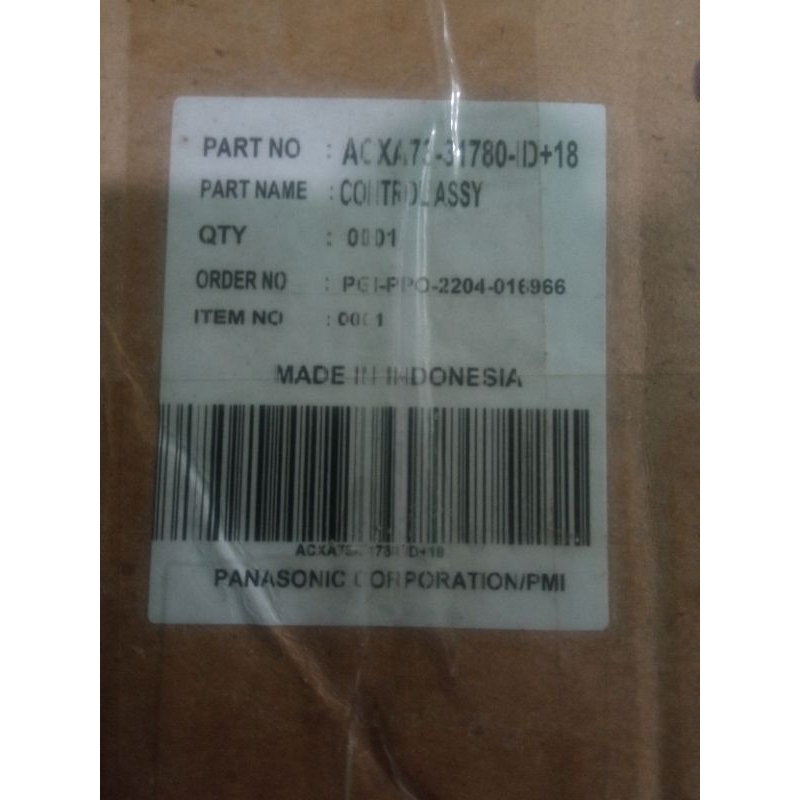 PART NO : ACXA73-31780-ID+18
PART NAME : CONTROL ASSY
QTY : 0001
ORDER NO : PGI-PPO-2204-016966
ITEM NO : 0001
MADE IN INDONESIA
ACXA73-31780-ID+18
PANASONIC CORPORATION/PMI